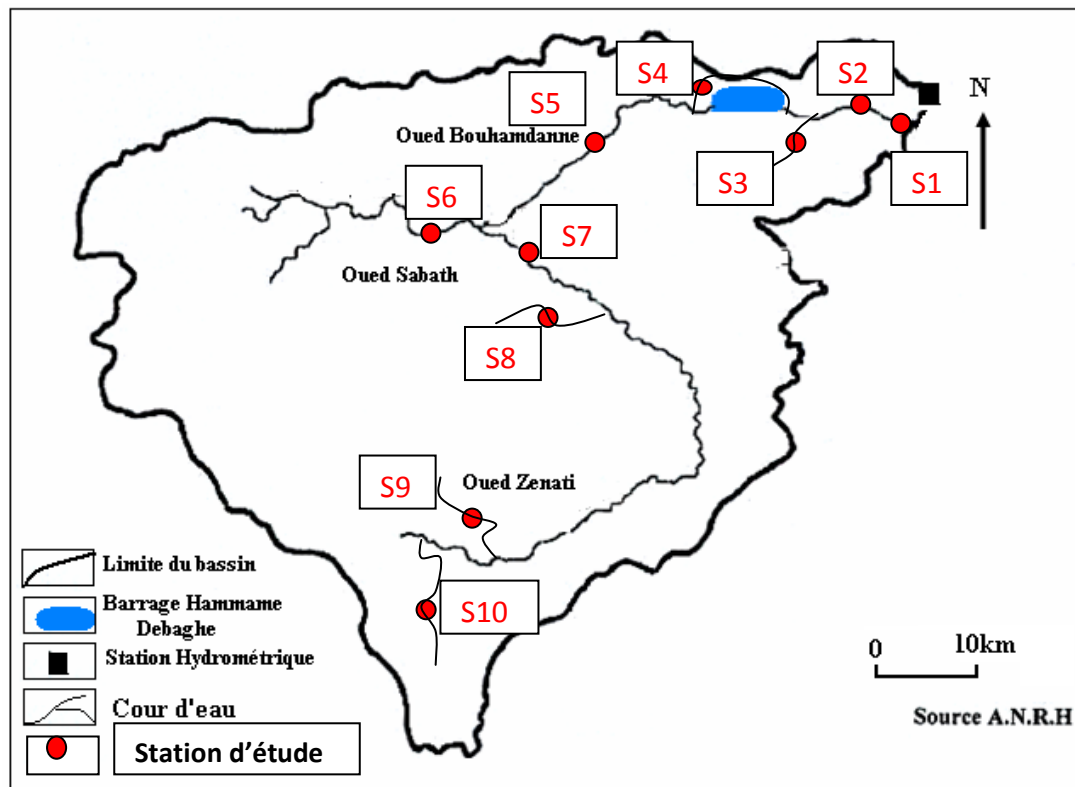 S4
S2
N
S5
Oued Bouhamdanne
S3
S1
S6
S7
Oued Sabath
S8
S9
Oued Zenati
Limite du bassin
Barrage Hammame
Debaghe
S10
Station Hydrométrique
0 10km
Cour d'eau
Source A.N.R.H
Station d'étude